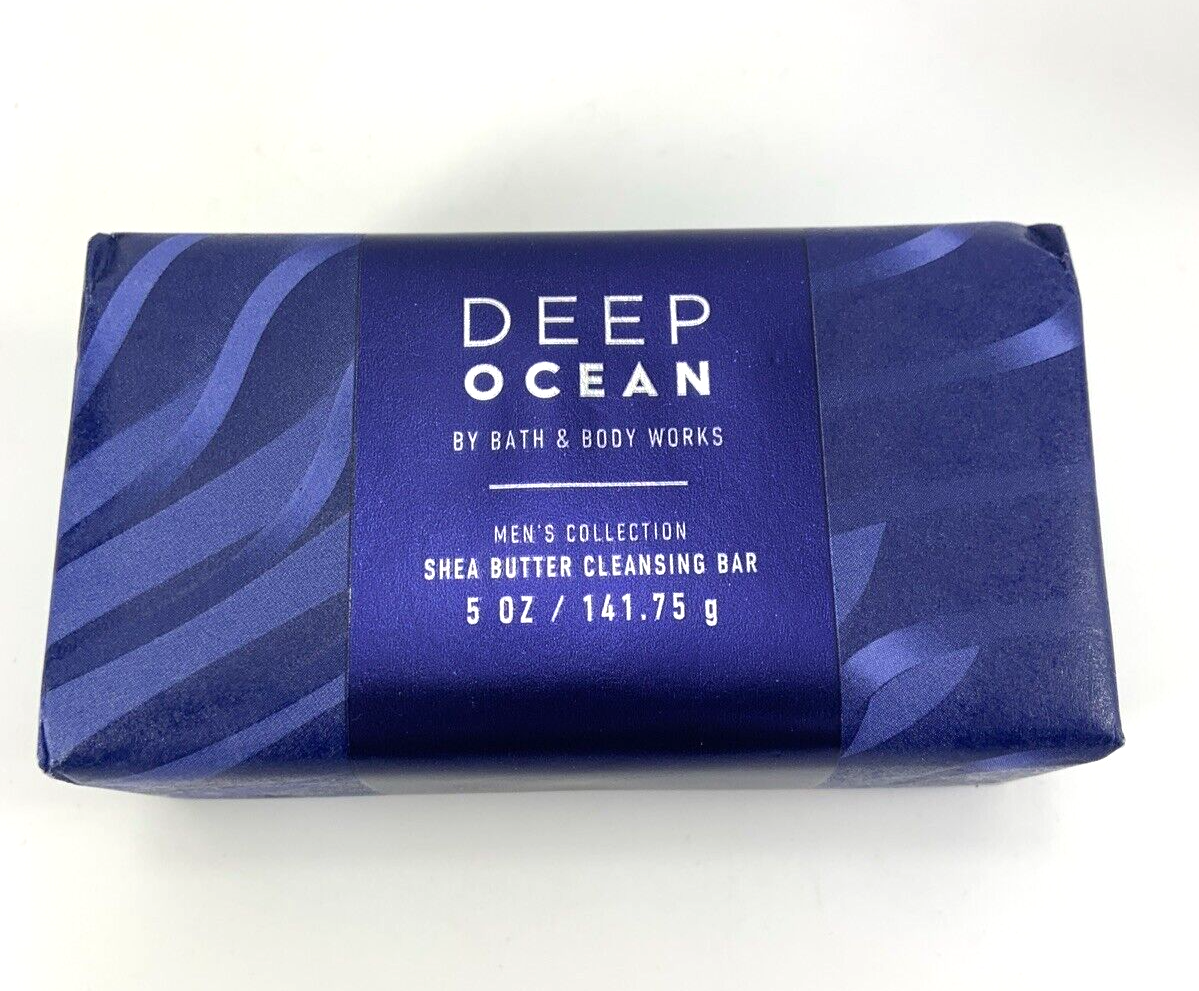 DEEP
OCEAN
BY BATH & BODY WORKS
MEN'S COLLECTION
SHEA BUTTER CLEANSING BAR
5 OZ / 141.75 g